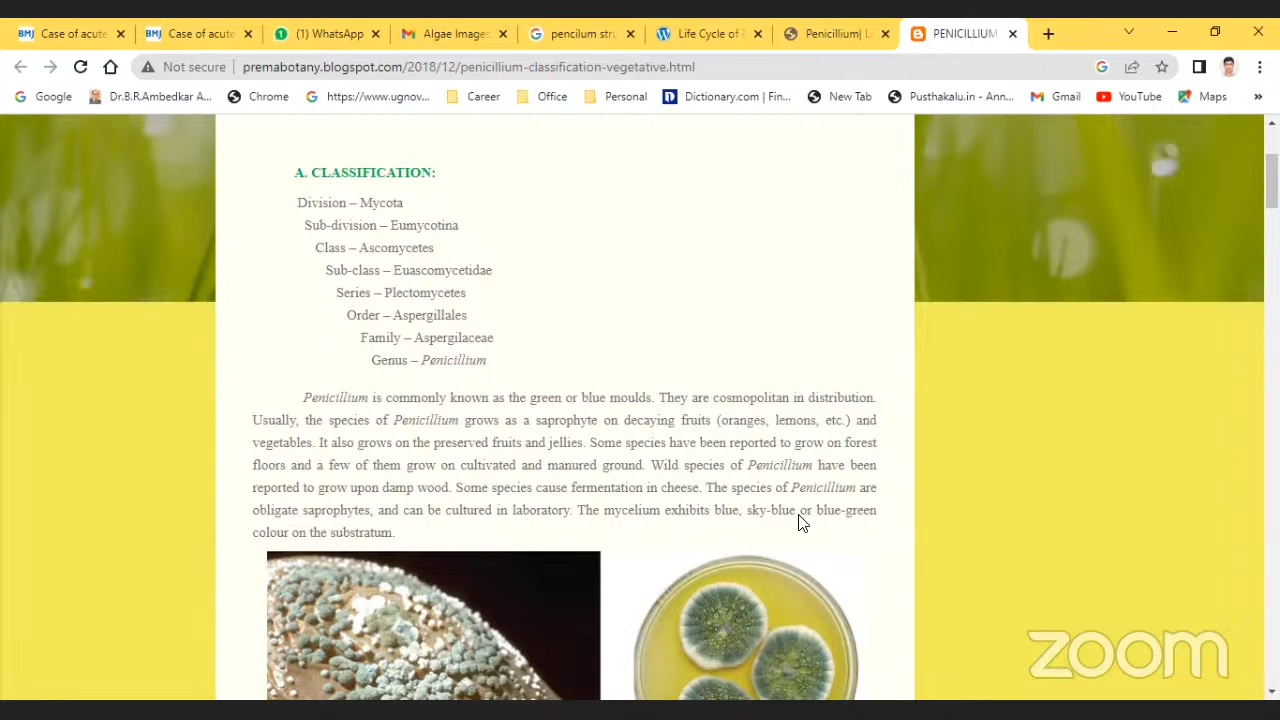 Case of acute
Case of acute
(1) WhatsApp
Algae Images
pencilum stru
Life Cycle of P
Penicillium| L
PENICILLIUM
Not secure premabotany.blogspot.com/2018/12/penicillium-classification-vegetative.html
Google Dr.B.R.Ambedkar A... Chrome https://www.ugnov... Career Office Personal Dictionary.com | Fin... New Tab Pusthakalu.in - Ann... Gmail YouTube Maps »
A. CLASSIFICATION:
Division – Mycota
Sub-division – Eumycotina
Class – Ascomycetes
Sub-class – Euascomycetidae
Series – Plectomycetes
Order – Aspergillales
Family – Aspergilaceae
Genus – Penicillium
Penicillium is commonly known as the green or blue moulds. They are cosmopolitan in distribution.
Usually, the species of Penicillium grows as a saprophyte on decaying fruits (oranges, lemons, etc.) and
vegetables. It also grows on the preserved fruits and jellies. Some species have been reported to grow on forest
floors and a few of them grow on cultivated and manured ground. Wild species of Penicillium have been
reported to grow upon damp wood. Some species cause fermentation in cheese. The species of Penicillium are
obligate saprophytes, and can be cultured in laboratory. The mycelium exhibits blue, sky-blue or blue-green
colour on the substratum.
zoom